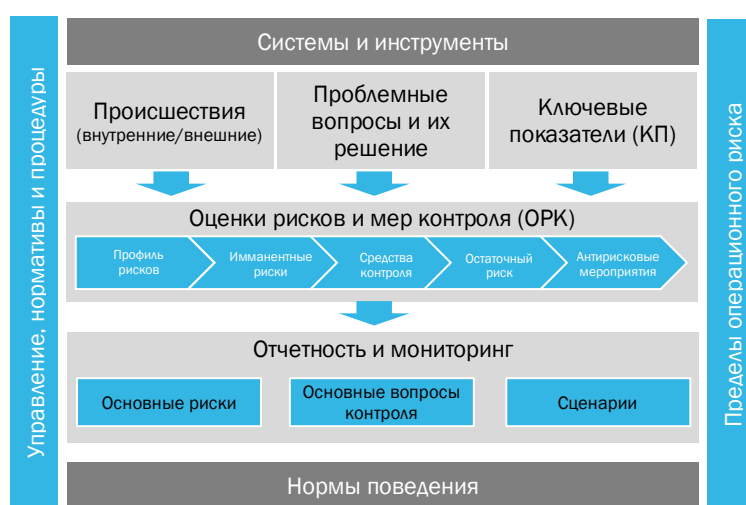 Управление, нормативы и процедуры
Системы и инструменты
Происшествия
(внутренние/внешние)
Проблемные
вопросы и их
решение
Ключевые
показатели (КП)
Оценки рисков и мер контроля (ОРК)
Профиль
рисков
Имманентные
риски
Средства
контроля
Остаточный
риск
Антирисковые
мероприятия
Отчетность и мониторинг
Основные риски
Основные вопросы
контроля
Сценарии
Нормы поведения
Пределы операционного риска